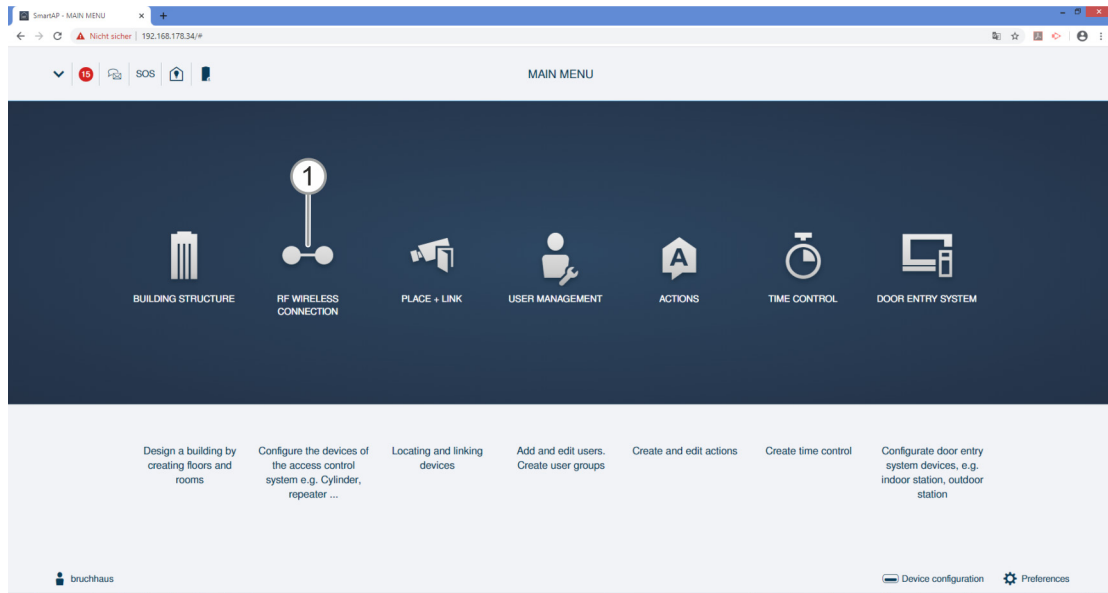 SmartAP - MAIN MENU
Nicht sicher | 192.168.178.34/#
15 SOS MAIN MENU
1
BUILDING STRUCTURE
RF WIRELESS
CONNECTION
PLACE + LINK
USER MANAGEMENT
A
ACTIONS
TIME CONTROL
DOOR ENTRY SYSTEM
Design a building by
creating floors and
rooms
Configure the devices of
the access control
system e.g. Cylinder,
repeater ...
Locating and linking
devices
Add and edit users.
Create user groups
Create and edit actions
Create time control
Configurate door entry
system devices, e.g.
indoor station, outdoor
station
bruchhaus
Device configuration
Preferences